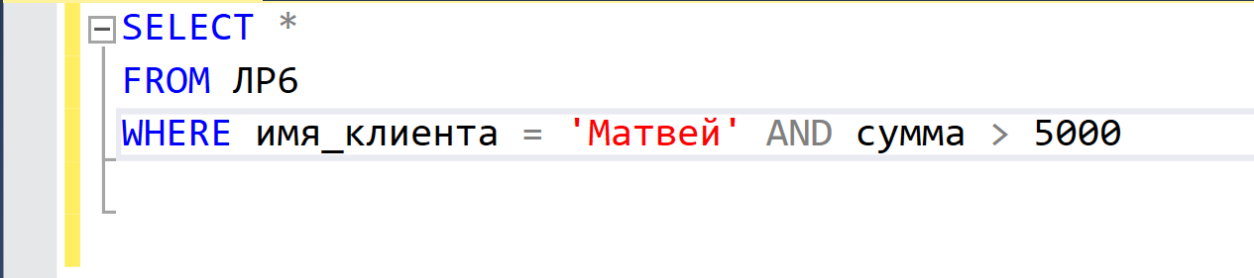 SELECT *
FROM ЛР6
WHERE имя_клиента = 'Матвей' AND сумма > 5000